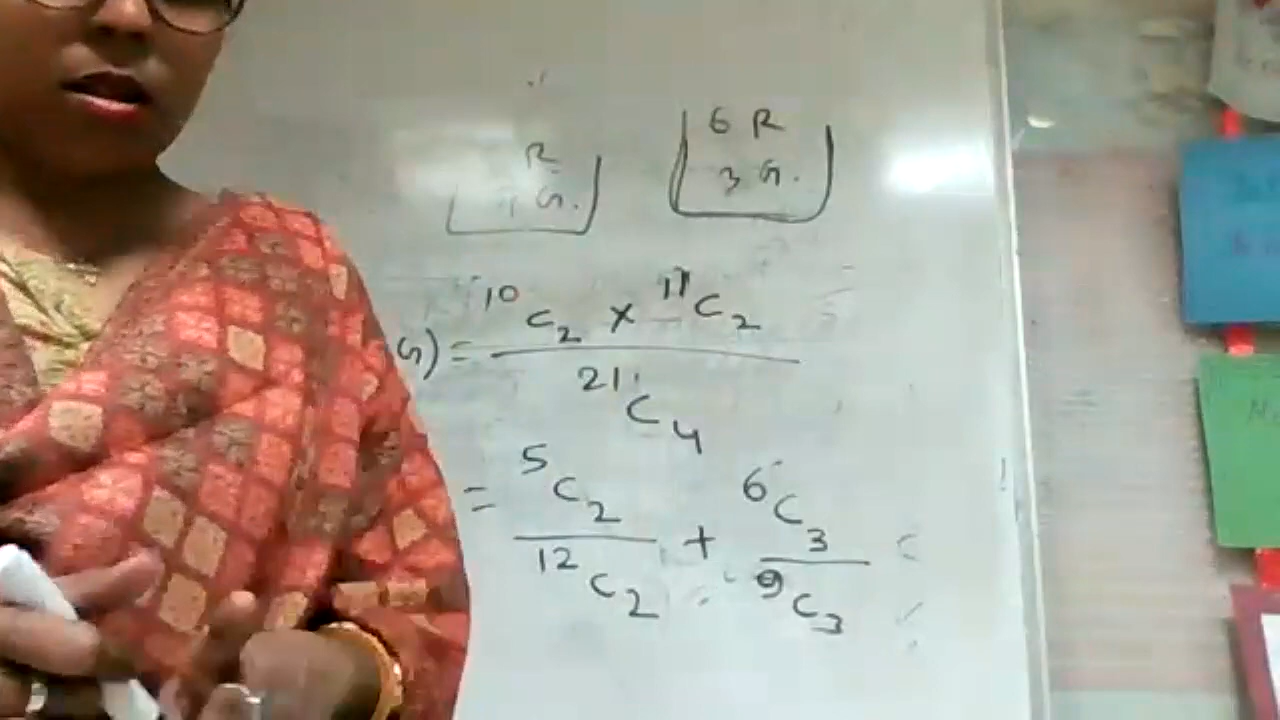 R 6 R
G. 3 G.
G) = ¹⁰C₂ × ¹¹C₂
²¹C₄
= ⁵C₂ + ⁶C₃
¹²C₂ ⁹C₃